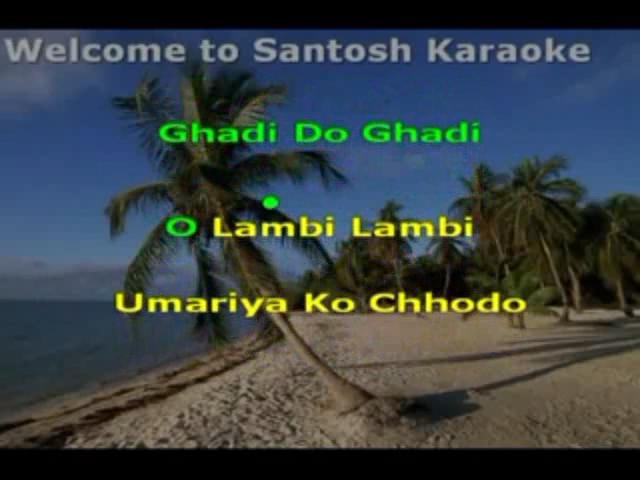 Welcome to Santosh Karaoke
Ghadi Do Ghadi
O Lambi Lambi
Umariya Ko Chhodo